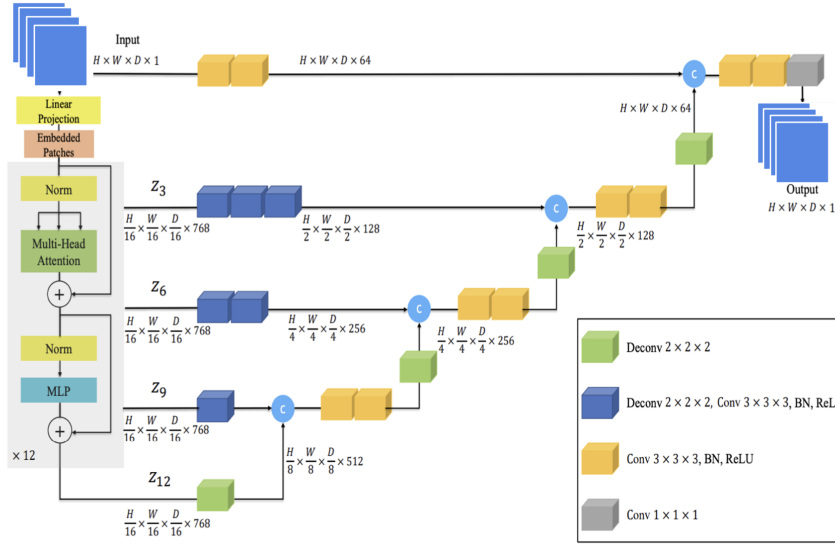 Input
H × W × D × 1
H × W × D × 64
C
Linear
Projection
Embedded
Patches
H × W × D × 64
Output
H × W × D × 1
Norm
Multi-Head
Attention
+
Norm
MLP
+
× 12
Z₃
H/16 × W/16 × D/16 × 768
H/2 × W/2 × D/2 × 128
C
H/2 × W/2 × D/2 × 128
Z₆
H/16 × W/16 × D/16 × 768
H/4 × W/4 × D/4 × 256
C
H/4 × W/4 × D/4 × 256
Z₉
H/16 × W/16 × D/16 × 768
C
H/8 × W/8 × D/8 × 512
Z₁₂
H/16 × W/16 × D/16 × 768
Deconv 2 × 2 × 2
Deconv 2 × 2 × 2, Conv 3 × 3 × 3, BN, ReL
Conv 3 × 3 × 3, BN, ReLU
Conv 1 × 1 × 1